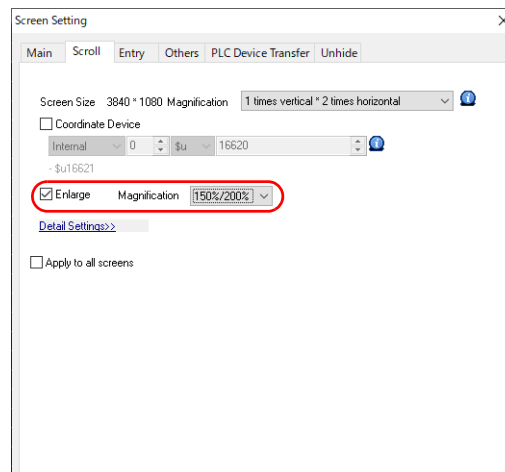 Screen Setting
Main Scroll Entry Others PLC Device Transfer Unhide
Screen Size 3840 * 1080 Magnification 1 times vertical * 2 times horizontal
Coordinate Device
Internal 0 $u 16620
- $u16621
Enlarge Magnification 150%/200%
Detail Settings>>
Apply to all screens